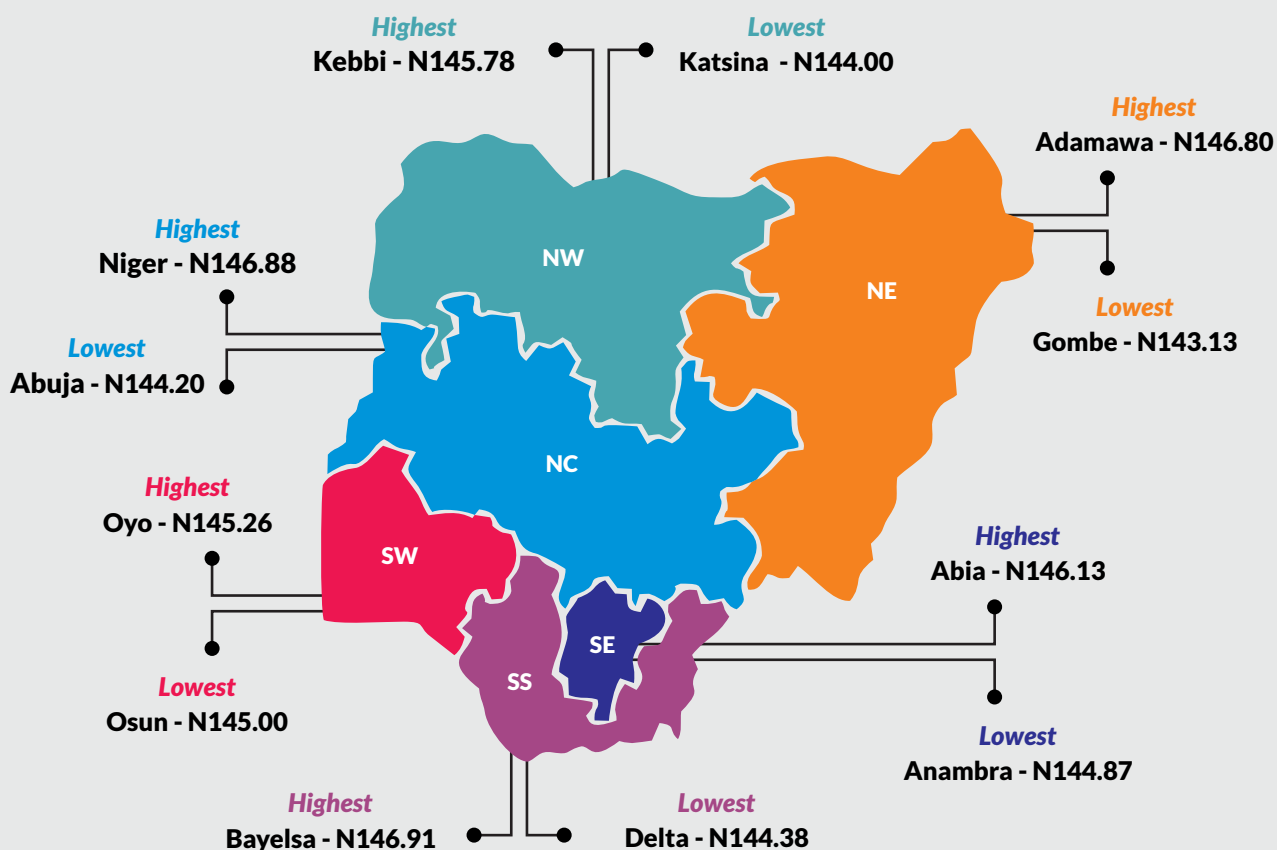 Highest
Kebbi - N145.78
Lowest
Katsina - N144.00
Highest
Adamawa - N146.80
Highest
Niger - N146.88
NW
NE
Lowest
Gombe - N143.13
Lowest
Abuja - N144.20
NC
Highest
Oyo - N145.26
SW
Highest
Abia - N146.13
SE
SS
Lowest
Osun - N145.00
Lowest
Anambra - N144.87
Highest
Bayelsa - N146.91
Lowest
Delta - N144.38